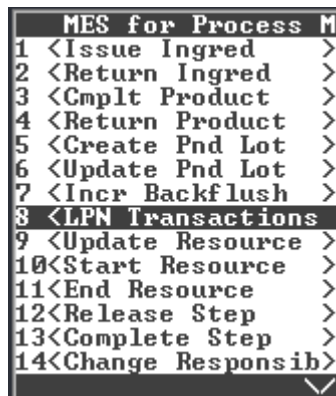 MES for Process M
1 <Issue Ingred >
2 <Return Ingred >
3 <Cmplt Product >
4 <Return Product >
5 <Create Pnd Lot >
6 <Update Pnd Lot >
7 <Incr Backflush >
8 <LPN Transactions
9 <Update Resource >
10<Start Resource >
11<End Resource >
12<Release Step >
13<Complete Step >
14<Change Responsib>